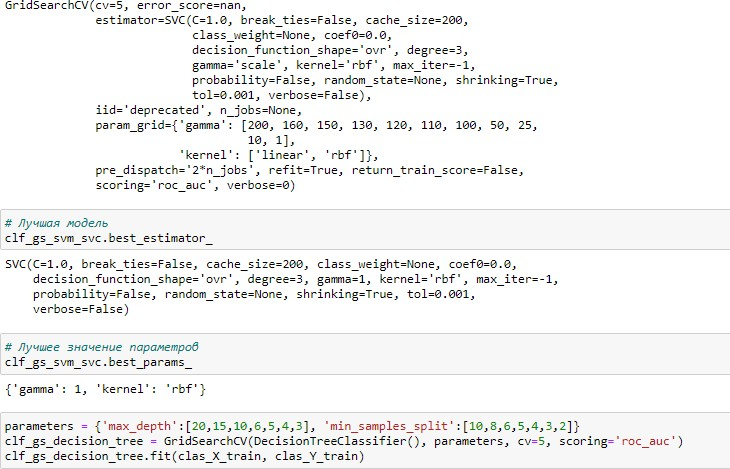 GridSearchCV(cv=5, error_score=nan,
estimator=SVC(C=1.0, break_ties=False, cache_size=200,
class_weight=None, coef0=0.0,
decision_function_shape='ovr', degree=3,
gamma='scale', kernel='rbf', max_iter=-1,
probability=False, random_state=None, shrinking=True,
tol=0.001, verbose=False),
iid='deprecated', n_jobs=None,
param_grid={'gamma': [200, 160, 150, 130, 120, 110, 100, 50, 25,
10, 1],
'kernel': ['linear', 'rbf']},
pre_dispatch='2*n_jobs', refit=True, return_train_score=False,
scoring='roc_auc', verbose=0)
# Лучшая модель
clf_gs_svm_svc.best_estimator_
SVC(C=1.0, break_ties=False, cache_size=200, class_weight=None, coef0=0.0,
decision_function_shape='ovr', degree=3, gamma=1, kernel='rbf', max_iter=-1,
probability=False, random_state=None, shrinking=True, tol=0.001,
verbose=False)
# Лучшее значение параметров
clf_gs_svm_svc.best_params_
{'gamma': 1, 'kernel': 'rbf'}
parameters = {'max_depth':[20,15,10,6,5,4,3], 'min_samples_split':[10,8,6,5,4,3,2]}
clf_gs_decision_tree = GridSearchCV(DecisionTreeClassifier(), parameters, cv=5, scoring='roc_auc')
clf_gs_decision_tree.fit(clas_X_train, clas_Y_train)